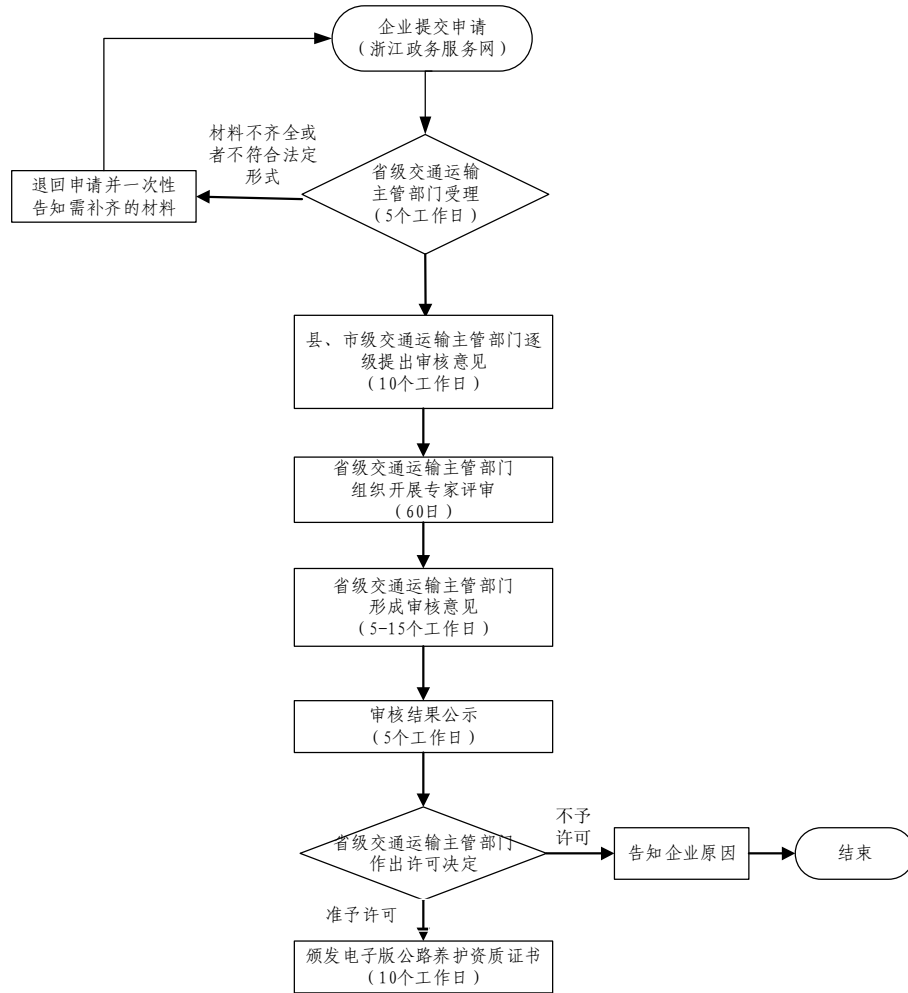 企业提交申请
（浙江政务服务网）
材料不齐全或
者不符合法定
形式
省级交通运输
主管部门受理
（5个工作日）
退回申请并一次性
告知需补齐的材料
县、市级交通运输主管部门逐
级提出审核意见
（10个工作日）
省级交通运输主管部门
组织开展专家评审
（60日）
省级交通运输主管部门
形成审核意见
（5-15个工作日）
审核结果公示
（5个工作日）
省级交通运输主管部门
作出许可决定
不予
许可
告知企业原因
结束
准予许可
颁发电子版公路养护资质证书
（10个工作日）